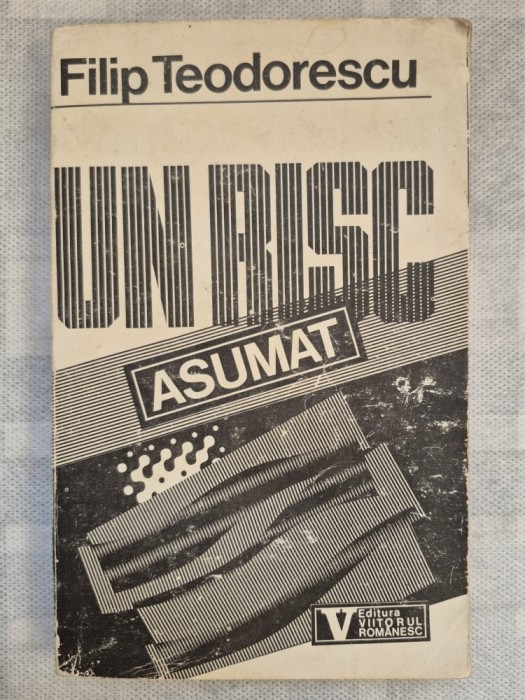 Filip Teodorescu
UN RISC
ASUMAT
V
Editura
VIITORUL
ROMÂNESC